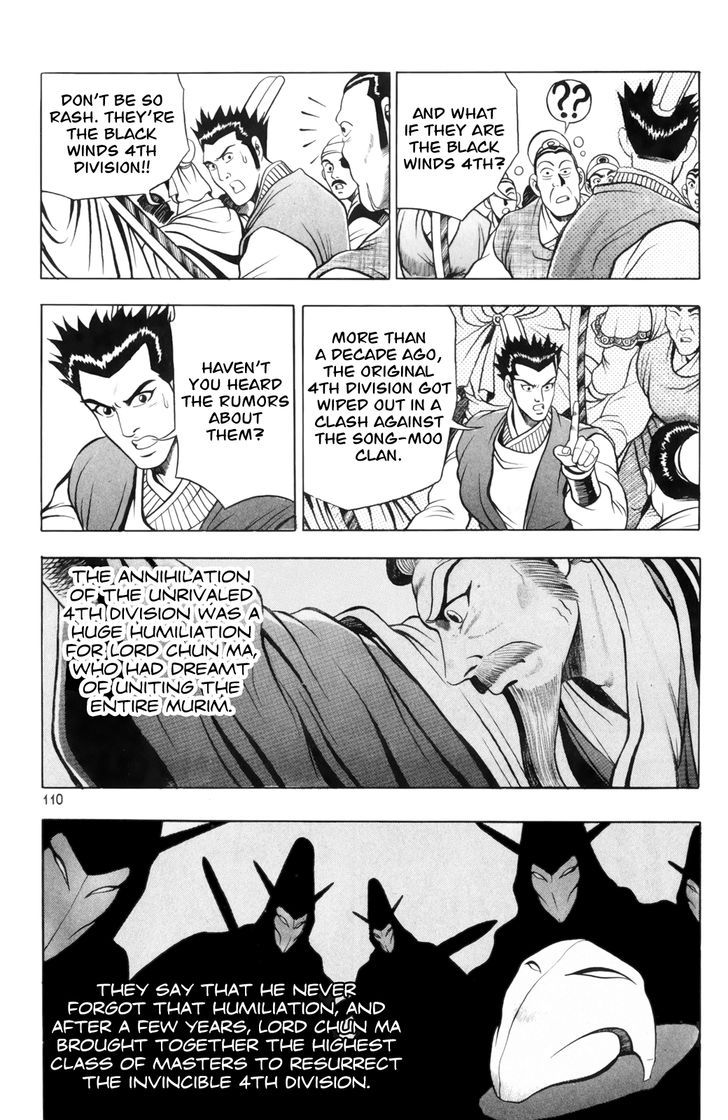 DON'T BE SO
RASH. THEY'RE
THE BLACK
WINDS 4TH
DIVISION!!
AND WHAT
IF THEY ARE
THE BLACK
WINDS 4TH?
??
HAVEN'T
YOU HEARD
THE RUMORS
ABOUT
THEM?
MORE THAN
A DECADE AGO,
THE ORIGINAL
4TH DIVISION GOT
WIPED OUT IN A
CLASH AGAINST
THE SONG-MOO
CLAN.
THE ANNIHILATION
OF THE UNRIVALED
4TH DIVISION WAS A
HUGE HUMILIATION
FOR LORD CHUN MA,
WHO HAD DREAMT
OF UNITING THE
ENTIRE MURIM.
110
THEY SAY THAT HE NEVER
FORGOT THAT HUMILIATION, AND
AFTER A FEW YEARS, LORD CHUN MA
BROUGHT TOGETHER THE HIGHEST
CLASS OF MASTERS TO RESURRECT
THE INVINCIBLE 4TH DIVISION.